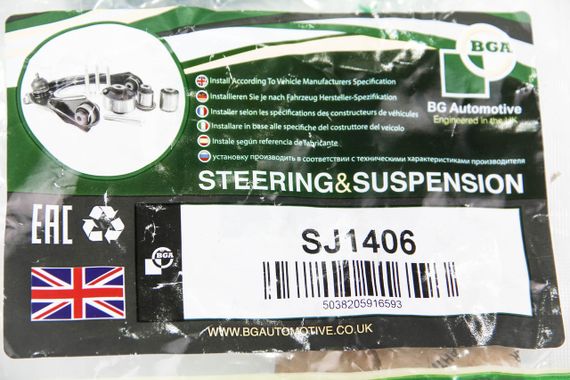 BGA
BG Automotive
Engineered in the UK
Install According To Vehicle Manufacturers Specification
Installieren Sie je nach Fahrzeug Hersteller-Spezifikation
Installer selon les spécifications des constructeurs de véhicules
Installare in base alle specifiche del costruttore del veicolo
Instale según referencia de fabricante.
установку производить в соответствии с техническими характеристиками производителя
STEERING&SUSPENSION
EAC
BGA
SJ1406
5038205916593
WWW.BGAUTOMOTIVE.CO.UK